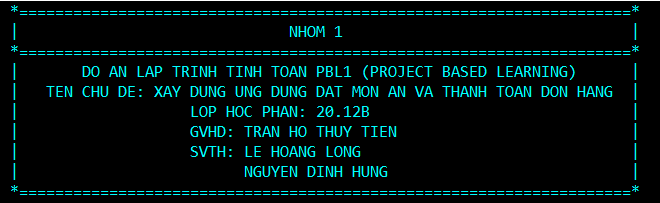 NHOM 1
DO AN LAP TRINH TINH TOAN PBL1 (PROJECT BASED LEARNING)
TEN CHU DE: XAY DUNG UNG DUNG DAT MON AN VA THANH TOAN DON HANG
LOP HOC PHAN: 20.12B
GVHD: TRAN HO THUY TIEN
SVTH: LE HOANG LONG
NGUYEN DINH HUNG